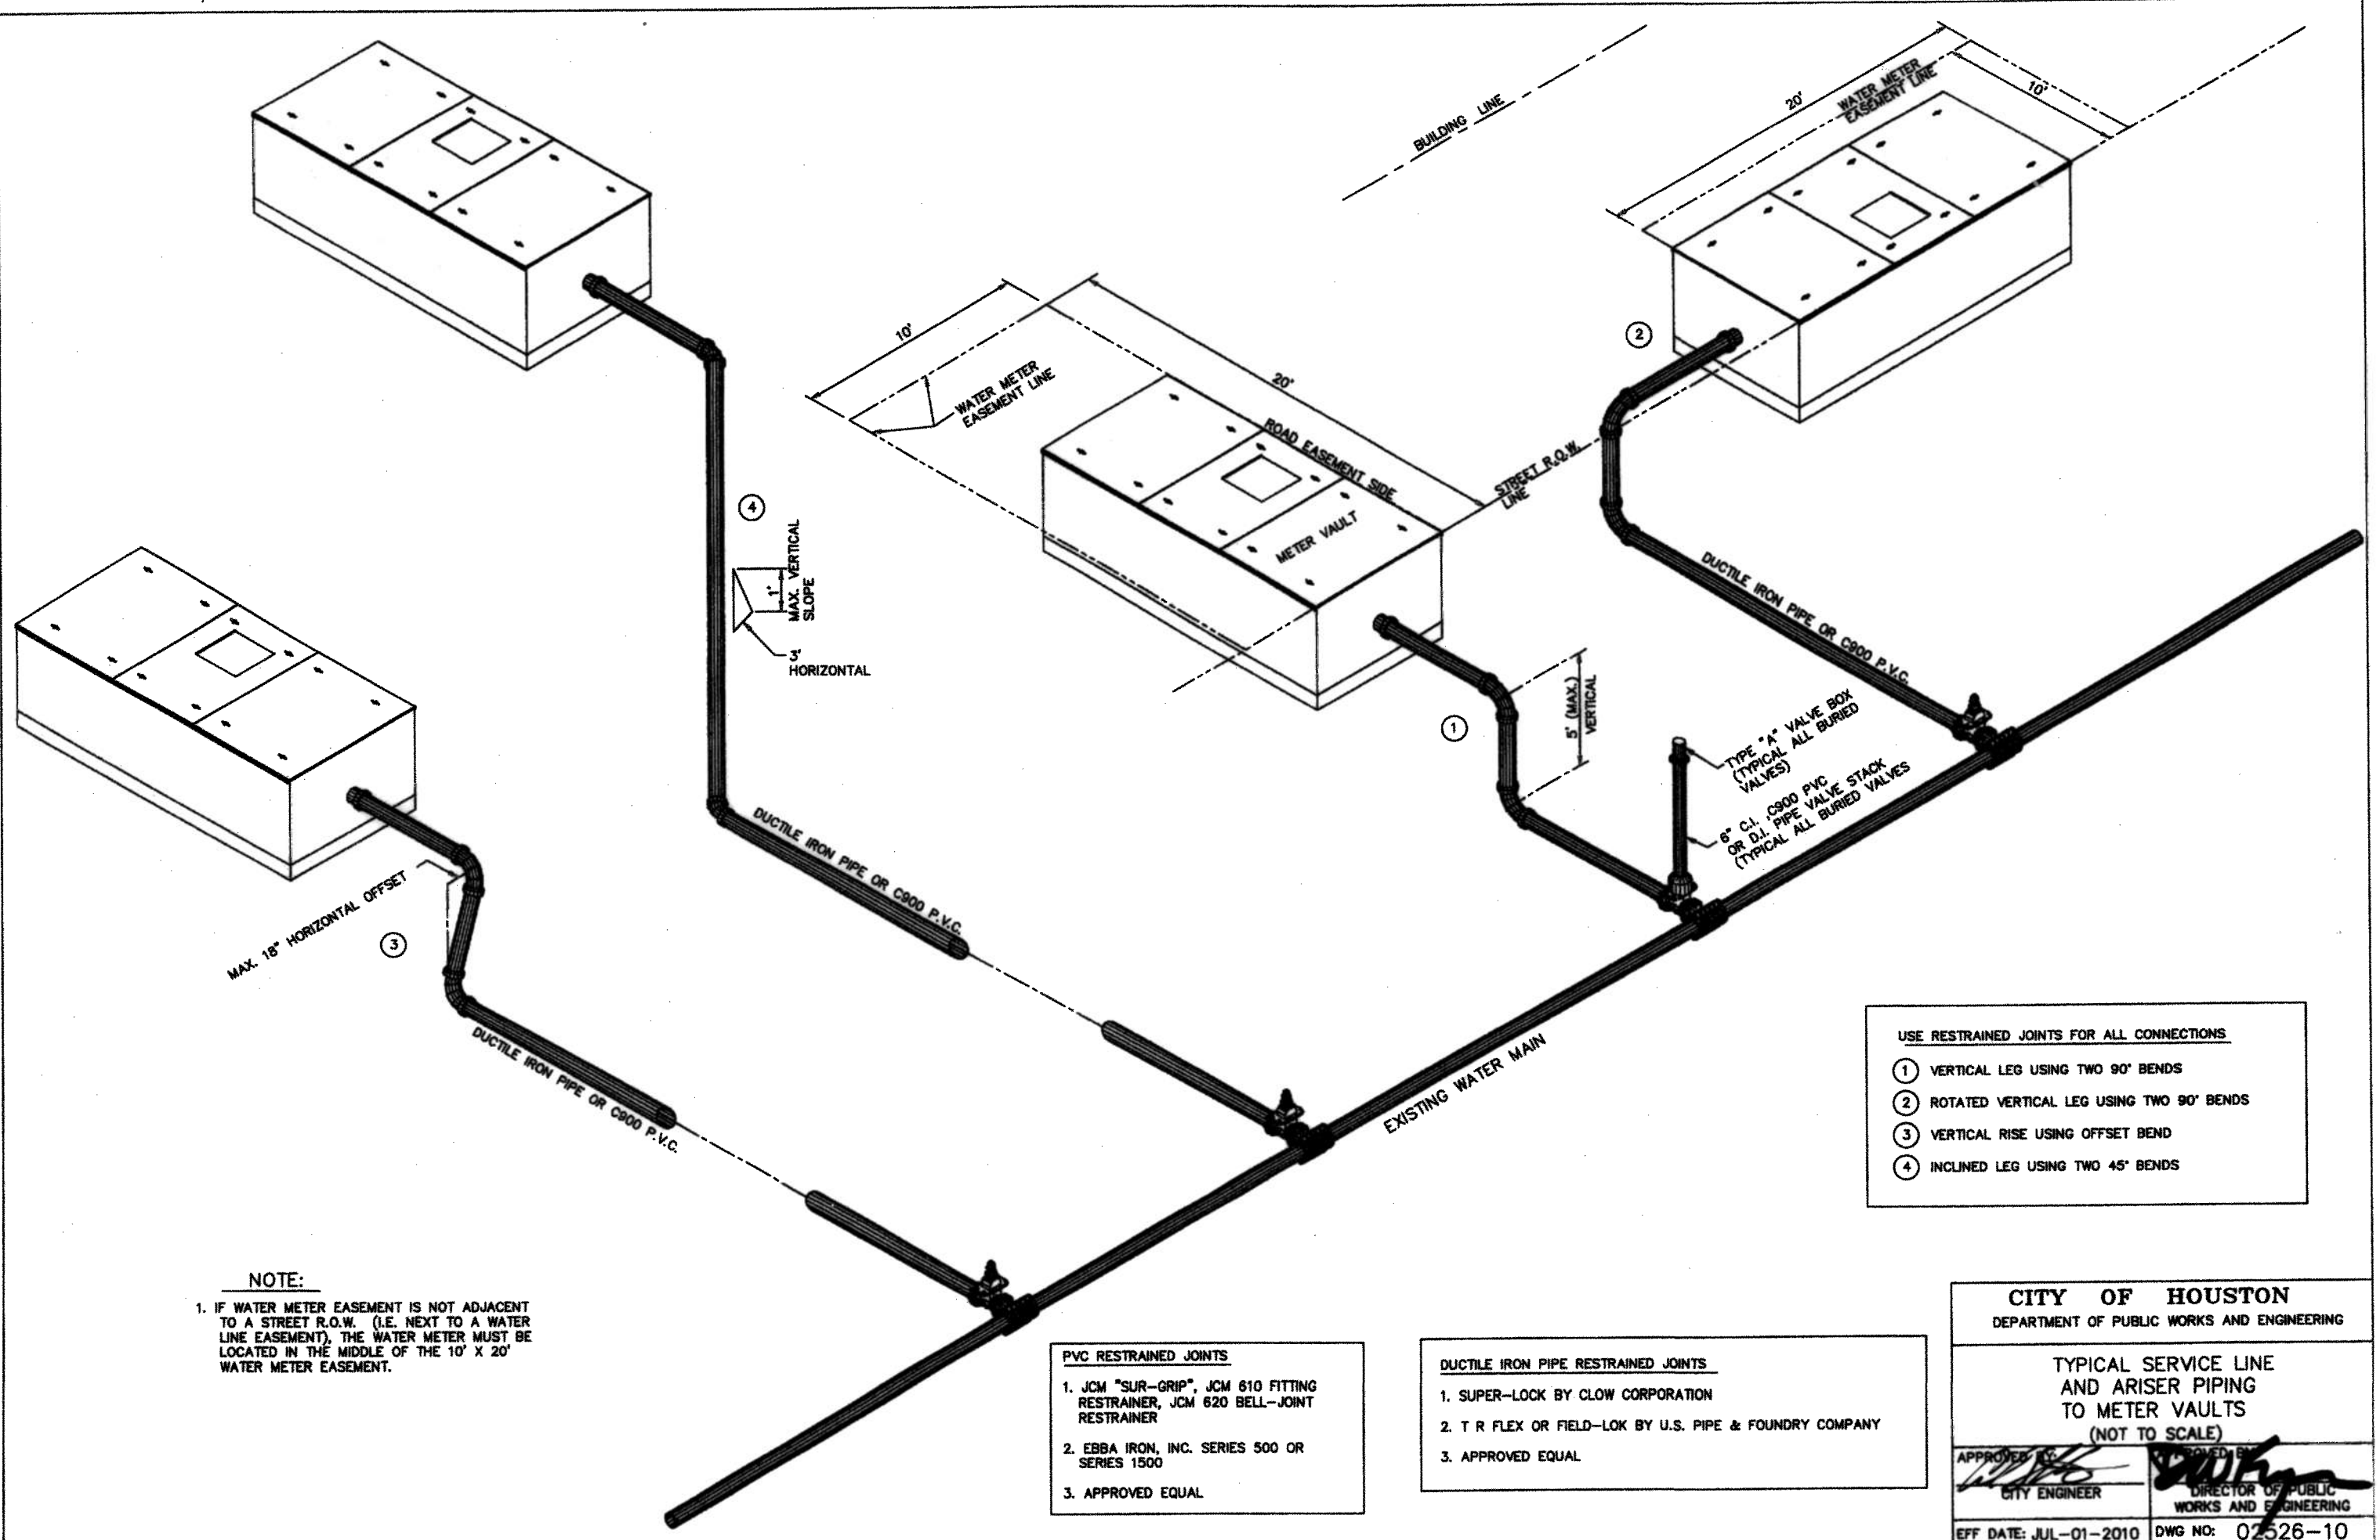 BUILDING LINE
20'
WATER METER
EASEMENT LINE
10'
10'
WATER METER
EASEMENT LINE
20'
ROAD EASEMENT SIDE
METER VAULT
STREET R.O.W.
LINE
2
DUCTILE IRON PIPE OR C900 P.V.C.
4
1'
MAX. VERTICAL
SLOPE
3'
HORIZONTAL
1
5' (MAX.)
VERTICAL
TYPE "A" VALVE BOX
(TYPICAL ALL BURIED
VALVES)
6" C.I. ,C900 PVC
OR D.I. PIPE VALVE STACK
(TYPICAL ALL BURIED VALVES
DUCTILE IRON PIPE OR C900 P.V.C.
MAX. 18" HORIZONTAL OFFSET
3
DUCTILE IRON PIPE OR C900 P.V.C.
EXISTING WATER MAIN
USE RESTRAINED JOINTS FOR ALL CONNECTIONS
1 VERTICAL LEG USING TWO 90° BENDS
2 ROTATED VERTICAL LEG USING TWO 90° BENDS
3 VERTICAL RISE USING OFFSET BEND
4 INCLINED LEG USING TWO 45° BENDS
NOTE:
1. IF WATER METER EASEMENT IS NOT ADJACENT
TO A STREET R.O.W. (I.E. NEXT TO A WATER
LINE EASEMENT), THE WATER METER MUST BE
LOCATED IN THE MIDDLE OF THE 10' X 20'
WATER METER EASEMENT.
PVC RESTRAINED JOINTS
1. JCM "SUR-GRIP", JCM 610 FITTING
RESTRAINER, JCM 620 BELL-JOINT
RESTRAINER
2. EBBA IRON, INC. SERIES 500 OR
SERIES 1500
3. APPROVED EQUAL
DUCTILE IRON PIPE RESTRAINED JOINTS
1. SUPER-LOCK BY CLOW CORPORATION
2. T R FLEX OR FIELD-LOK BY U.S. PIPE & FOUNDRY COMPANY
3. APPROVED EQUAL
CITY OF HOUSTON
DEPARTMENT OF PUBLIC WORKS AND ENGINEERING
TYPICAL SERVICE LINE
AND ARISER PIPING
TO METER VAULTS
(NOT TO SCALE)
APPROVED BY:
CITY ENGINEER
APPROVED BY:
DIRECTOR OF PUBLIC
WORKS AND ENGINEERING
EFF DATE: JUL-01-2010
DWG NO: 02526-10